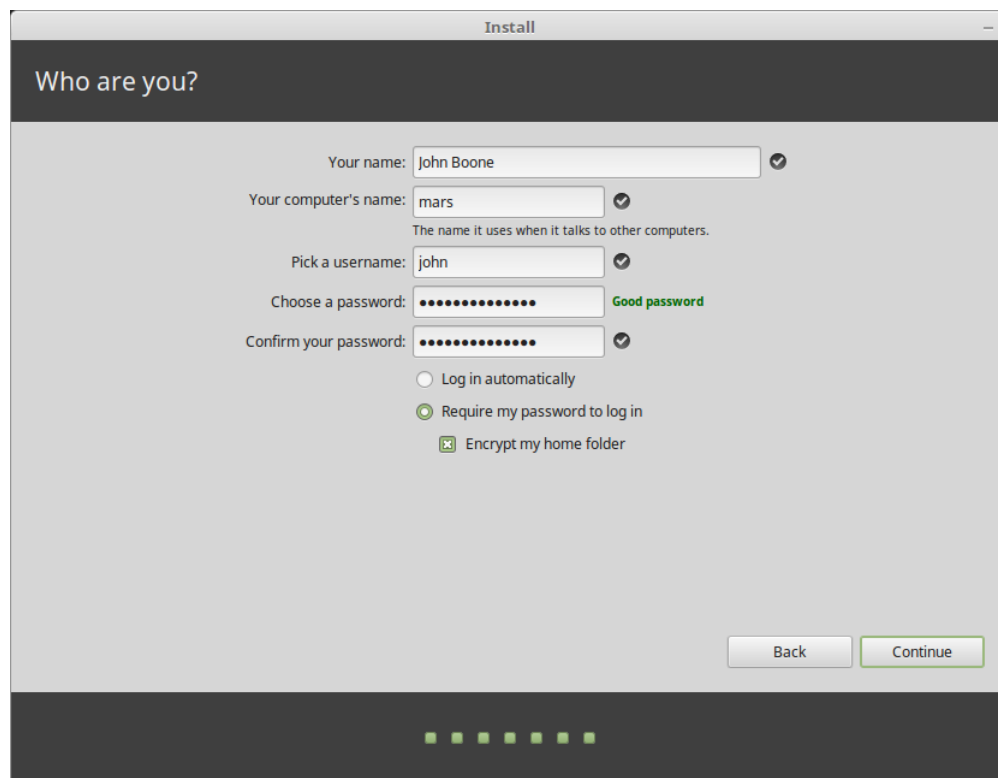 Install
Who are you?
Your name: John Boone
Your computer's name: mars
The name it uses when it talks to other computers.
Pick a username: john
Choose a password: ●●●●●●●●●●●●●● Good password
Confirm your password: ●●●●●●●●●●●●●●
Log in automatically
Require my password to log in
Encrypt my home folder
Back Continue